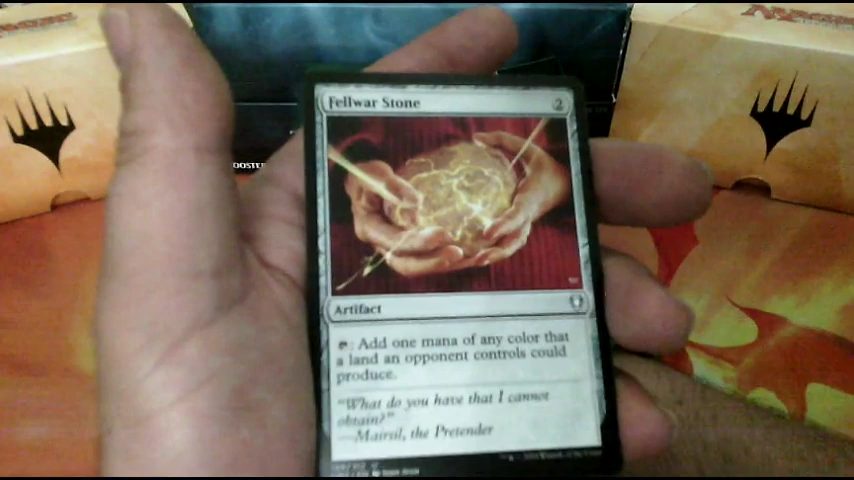 Fellwar Stone 2
Artifact
: Add one mana of any color that
a land an opponent controls could
produce.
"What do you have that I cannot
obtain?"
—Mairsil, the Pretender